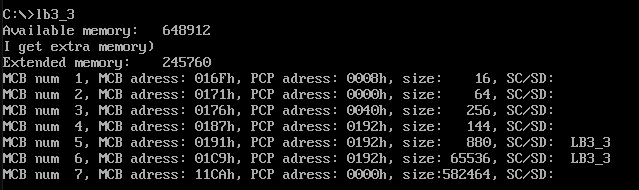 C:\>lb3_3
Available memory:   648912
I get extra memory)
Extended memory:    245760
MCB num  1, MCB adress: 016Fh, PCP adress: 0008h, size:    16, SC/SD:
MCB num  2, MCB adress: 0171h, PCP adress: 0000h, size:    64, SC/SD:
MCB num  3, MCB adress: 0176h, PCP adress: 0040h, size:   256, SC/SD:
MCB num  4, MCB adress: 0187h, PCP adress: 0192h, size:   144, SC/SD:
MCB num  5, MCB adress: 0191h, PCP adress: 0192h, size:   880, SC/SD:  LB3_3
MCB num  6, MCB adress: 01C9h, PCP adress: 0192h, size: 65536, SC/SD:  LB3_3
MCB num  7, MCB adress: 11CAh, PCP adress: 0000h, size:582464, SC/SD: